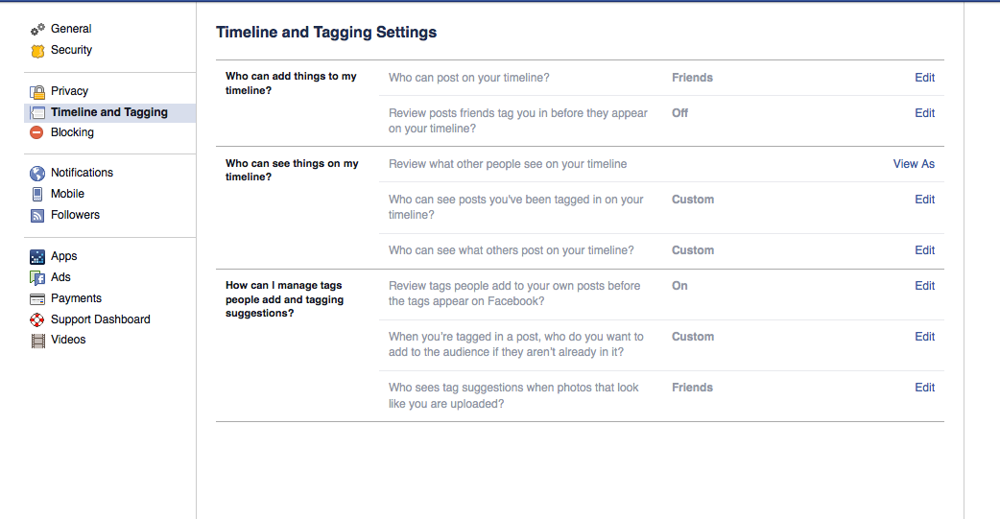 General
Security
Privacy
Timeline and Tagging
Blocking
Notifications
Mobile
Followers
Apps
Ads
Payments
Support Dashboard
Videos
Timeline and Tagging Settings
Who can add things to my
timeline?
Who can post on your timeline? Friends Edit
Review posts friends tag you in before they appear
on your timeline? Off Edit
Who can see things on my
timeline?
Review what other people see on your timeline View As
Who can see posts you've been tagged in on your
timeline? Custom Edit
Who can see what others post on your timeline? Custom Edit
How can I manage tags
people add and tagging
suggestions?
Review tags people add to your own posts before
the tags appear on Facebook? On Edit
When you're tagged in a post, who do you want to
add to the audience if they aren't already in it? Custom Edit
Who sees tag suggestions when photos that look
like you are uploaded? Friends Edit